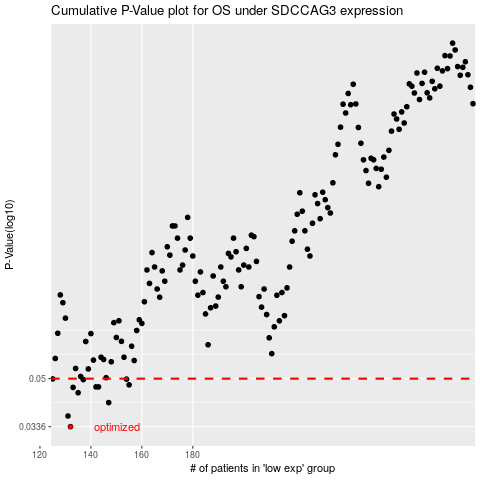 Cumulative P-Value plot for OS under SDCCAG3 expression
P-Value(log10)
0.05
0.0336
optimized
120 140 160 180
# of patients in 'low exp' group